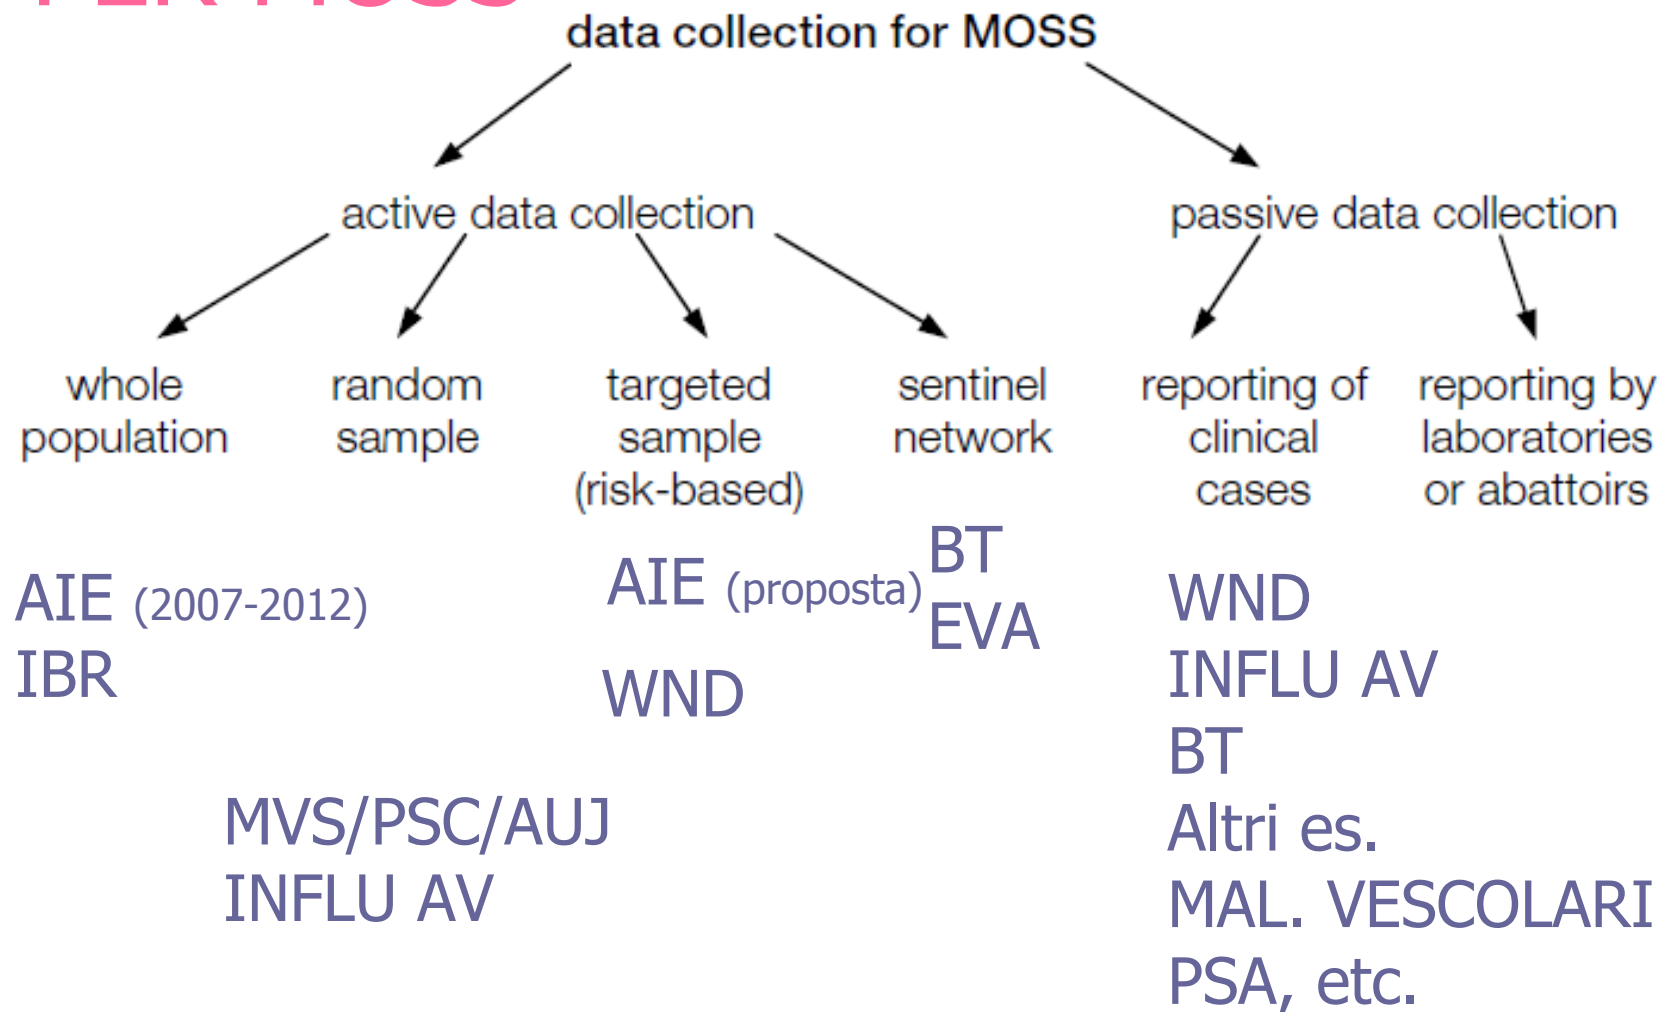 PER MOSS
data collection for MOSS
active data collection
passive data collection
whole
population
random
sample
targeted
sample
(risk-based)
sentinel
network
reporting of
clinical
cases
reporting by
laboratories
or abattoirs
AIE (2007-2012)
IBR
MVS/PSC/AUJ
INFLU AV
AIE (proposta)
WND
BT
EVA
WND
INFLU AV
BT
Altri es.
MAL. VESCOLARI
PSA, etc.